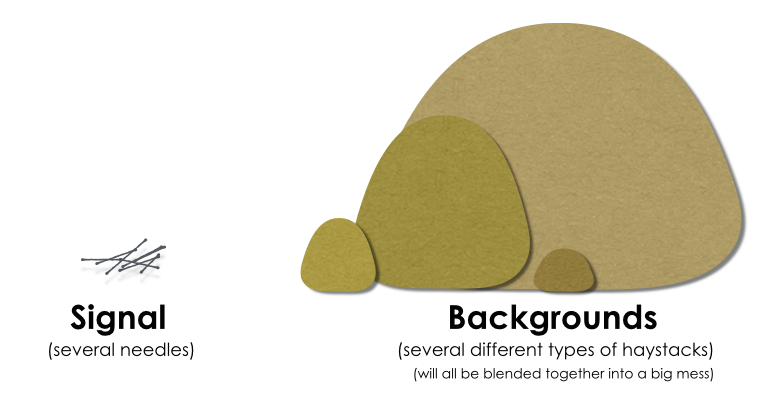 Signal
(several needles)
Backgrounds
(several different types of haystacks)
(will all be blended together into a big mess)